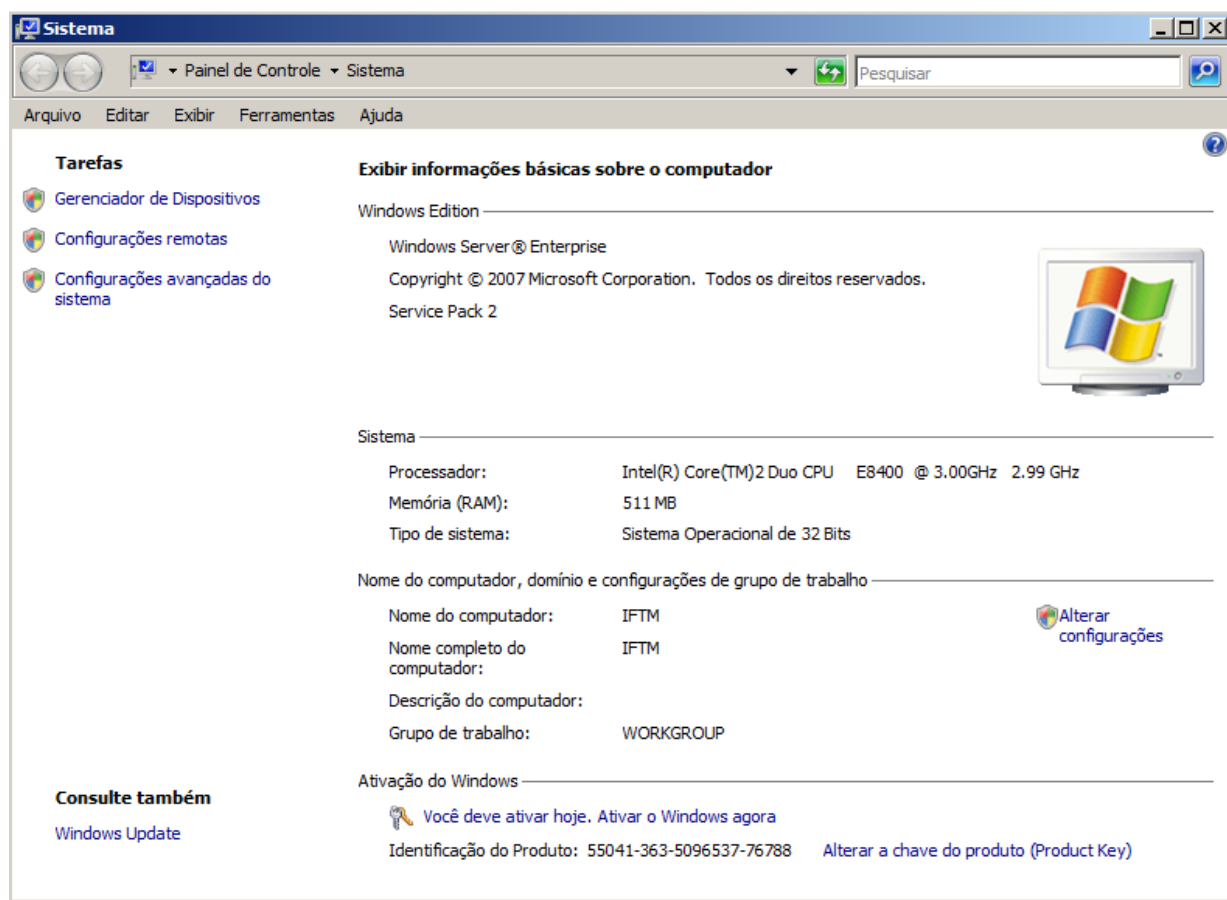 Sistema
Painel de Controle Sistema
Pesquisar
Arquivo Editar Exibir Ferramentas Ajuda
Tarefas
Gerenciador de Dispositivos
Configurações remotas
Configurações avançadas do
sistema
Exibir informações básicas sobre o computador
Windows Edition
Windows Server® Enterprise
Copyright © 2007 Microsoft Corporation. Todos os direitos reservados.
Service Pack 2
Sistema
Processador: Intel(R) Core(TM)2 Duo CPU E8400 @ 3.00GHz 2.99 GHz
Memória (RAM): 511 MB
Tipo de sistema: Sistema Operacional de 32 Bits
Nome do computador, domínio e configurações de grupo de trabalho
Nome do computador: IFTM
Alterar
configurações
Nome completo do
computador: IFTM
Descrição do computador:
Grupo de trabalho: WORKGROUP
Ativação do Windows
Você deve ativar hoje. Ativar o Windows agora
Identificação do Produto: 55041-363-5096537-76788 Alterar a chave do produto (Product Key)
Consulte também
Windows Update